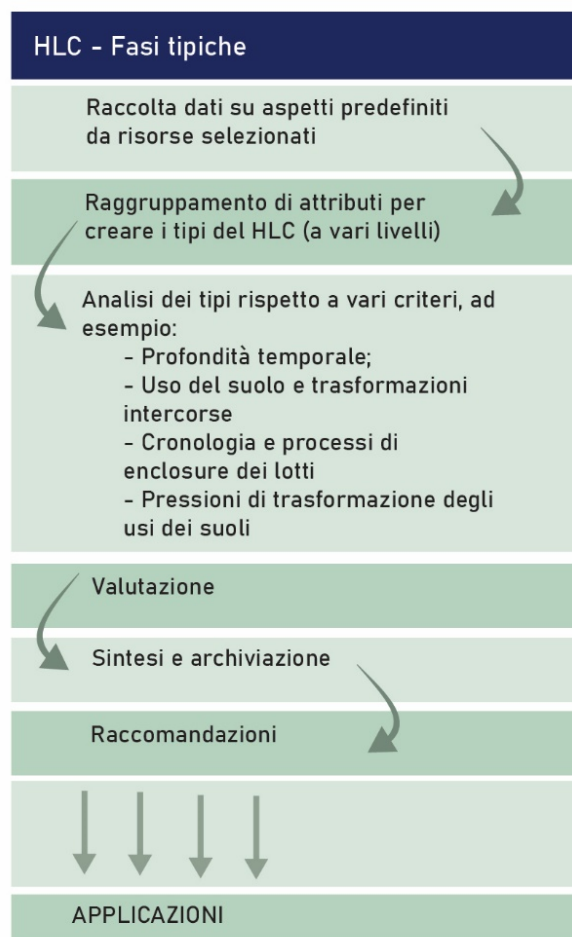 HLC - Fasi tipiche
Raccolta dati su aspetti predefiniti
da risorse selezionati
Raggruppamento di attributi per
creare i tipi del HLC (a vari livelli)
Analisi dei tipi rispetto a vari criteri, ad
esempio:
- Profondità temporale;
- Uso del suolo e trasformazioni
intercorse
- Cronologia e processi di
enclosure dei lotti
- Pressioni di trasformazione degli
usi dei suoli
Valutazione
Sintesi e archiviazione
Raccomandazioni
APPLICAZIONI